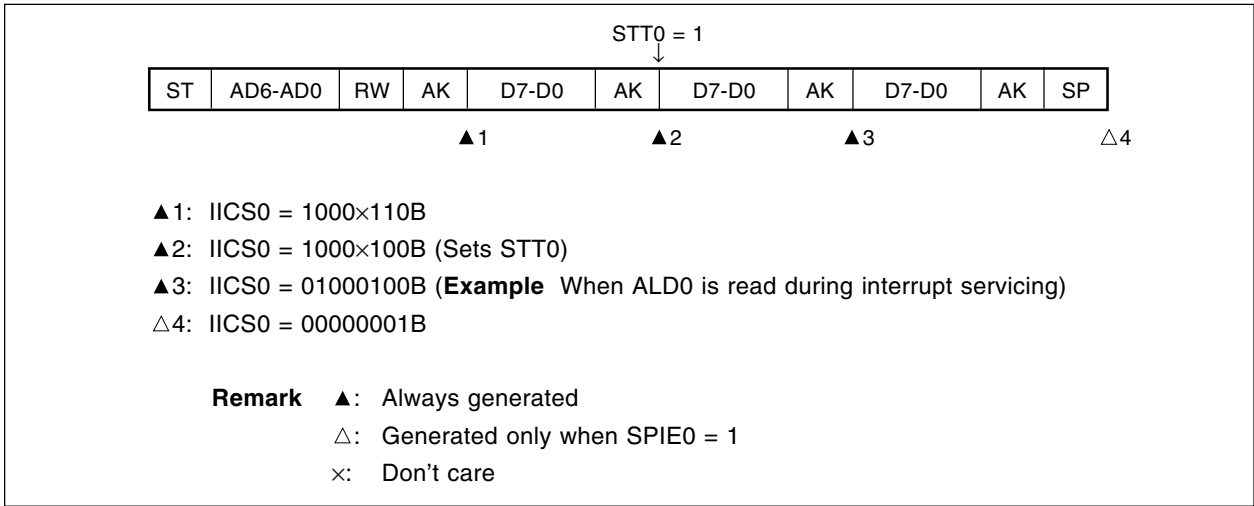 STT0 = 1
↓
ST AD6-AD0 RW AK D7-D0 AK D7-D0 AK D7-D0 AK SP
▲1 ▲2 ▲3 △4
▲1: IICS0 = 1000×110B
▲2: IICS0 = 1000×100B (Sets STT0)
▲3: IICS0 = 01000100B (Example When ALD0 is read during interrupt servicing)
△4: IICS0 = 00000001B
Remark ▲: Always generated
△: Generated only when SPIE0 = 1
×: Don't care